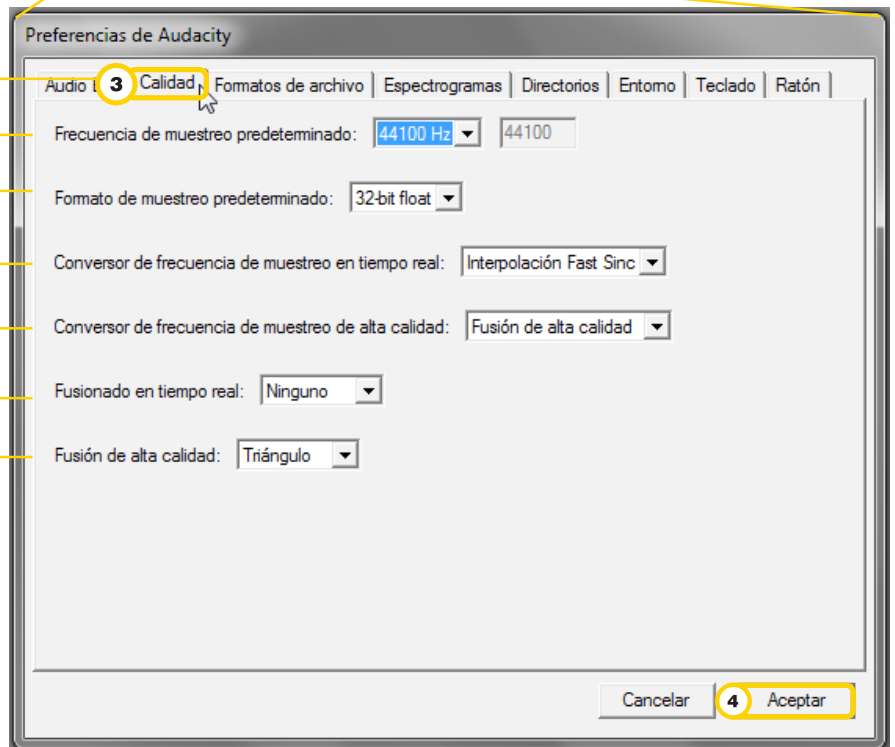 Preferencias de Audacity
Audio 3 Calidad Formatos de archivo Espectrogramas Directorios Entorno Teclado Ratón
Frecuencia de muestreo predeterminado: 44100 Hz 44100
Formato de muestreo predeterminado: 32-bit float
Conversor de frecuencia de muestreo en tiempo real: Interpolación Fast Sinc
Conversor de frecuencia de muestreo de alta calidad: Fusión de alta calidad
Fusionado en tiempo real: Ninguno
Fusión de alta calidad: Triángulo
Cancelar 4 Aceptar